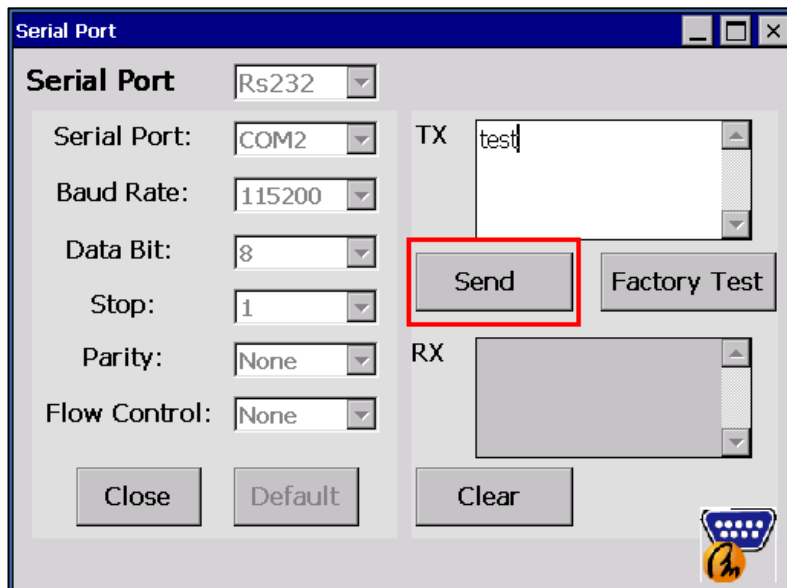 Serial Port
Serial Port Rs232
Serial Port: COM2
Baud Rate: 115200
Data Bit: 8
Stop: 1
Parity: None
Flow Control: None
Close Default
TX test
Send Factory Test
RX
Clear